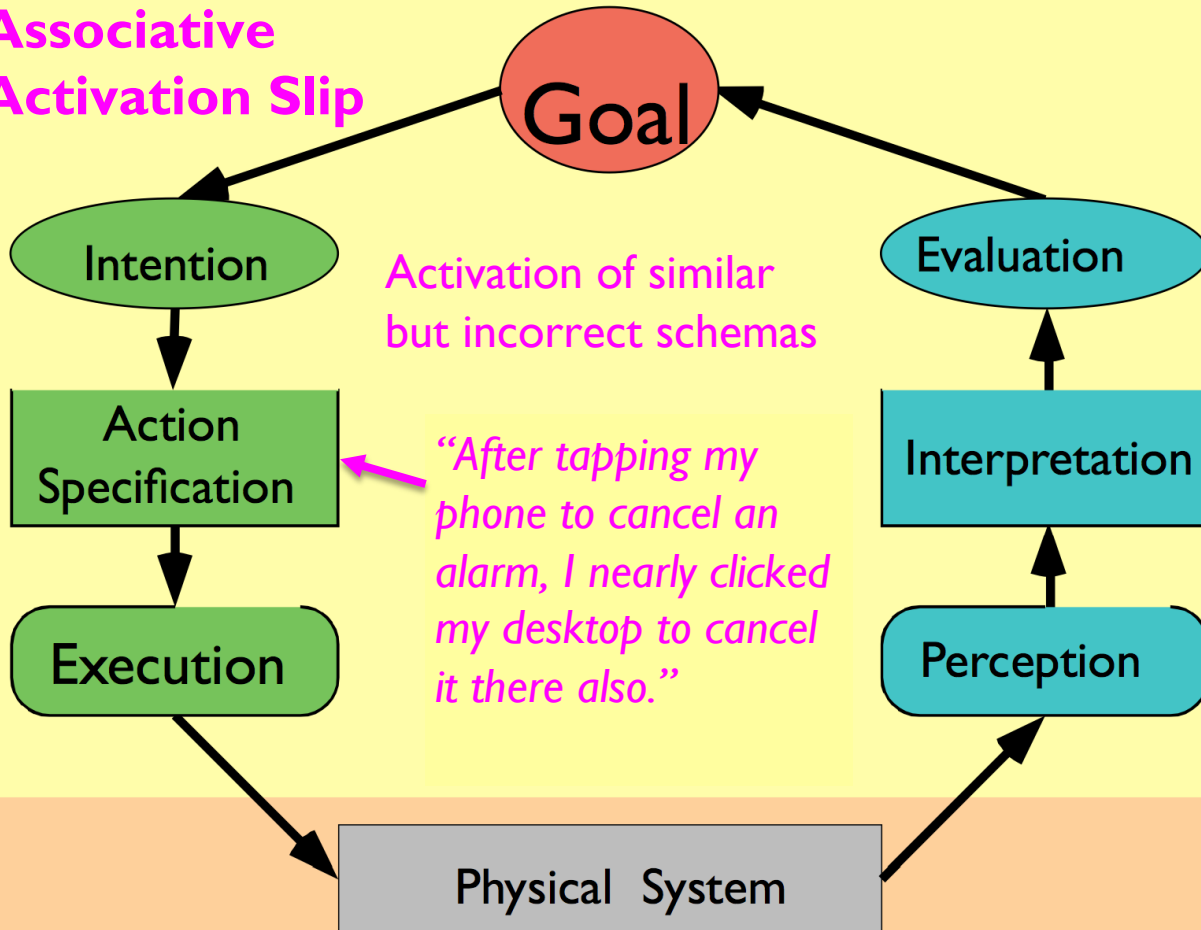 Associative
Activation Slip
Goal
Intention
Activation of similar
but incorrect schemas
Evaluation
Action
Specification
“After tapping my
phone to cancel an
alarm, I nearly clicked
my desktop to cancel
it there also.”
Interpretation
Execution
Perception
Physical System